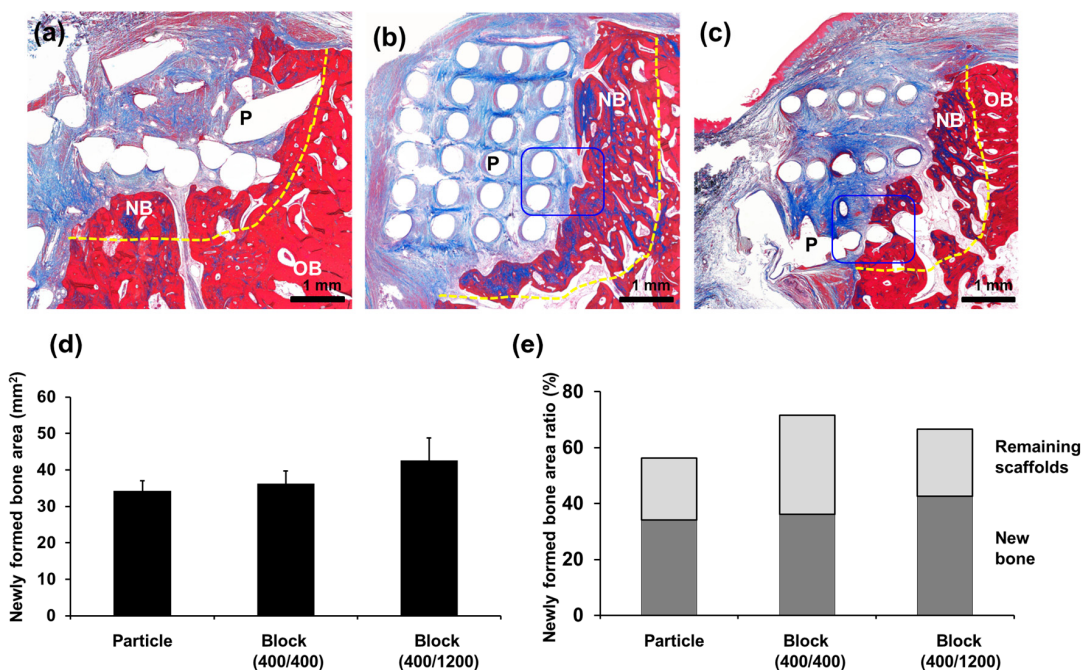 (a)
P
NB
OB
1 mm
(b)
NB
P
1 mm
(c)
OB
NB
P
1 mm
(d)
Newly formed bone area (mm²)
60
50
40
30
20
10
0
Particle
Block
(400/400)
Block
(400/1200)
(e)
Newly formed bone area ratio (%)
80
60
40
20
0
Particle
Block
(400/400)
Block
(400/1200)
Remaining
scaffolds
New
bone